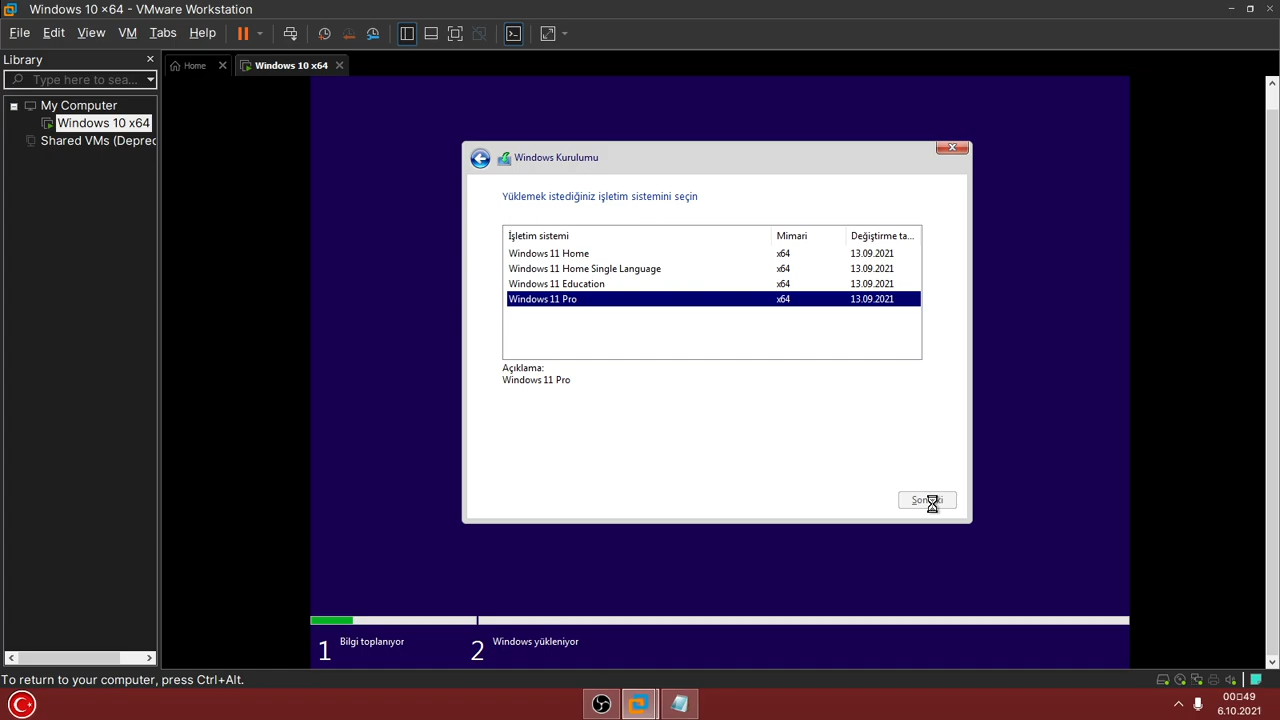 Windows 10 ×64 - VMware Workstation
File Edit View VM Tabs Help
Library
Type here to sea...
Home
Windows 10 x64
My Computer
Windows 10 x64
Shared VMs (Deprec
Windows Kurulumu
Yüklemek istediğiniz işletim sistemini seçin
İşletim sistemi Mimari Değiştirme ta...
Windows 11 Home x64 13.09.2021
Windows 11 Home Single Language x64 13.09.2021
Windows 11 Education x64 13.09.2021
Windows 11 Pro x64 13.09.2021
Açıklama:
Windows 11 Pro
1 Bilgi toplanıyor
2 Windows yükleniyor
To return to your computer, press Ctrl+Alt.
6.10.2021